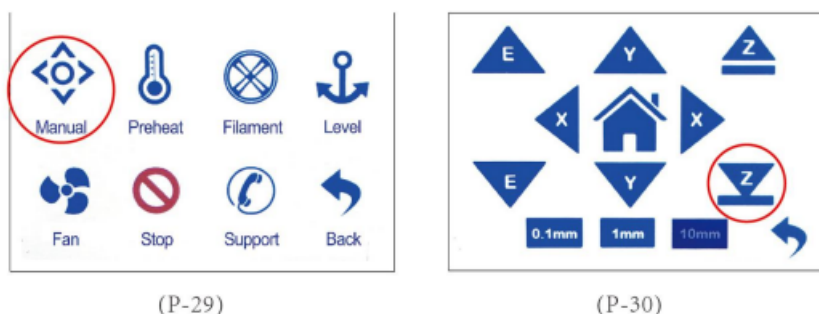 Manual Preheat Filament Level
Fan Stop Support Back
(P-29)
E Y Z
X X
E Y Z
0.1mm 1mm 10mm
(P-30)